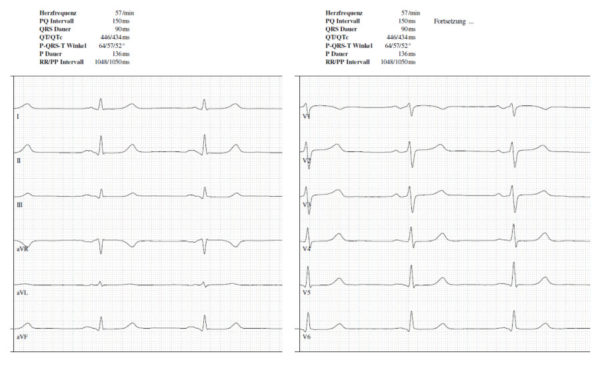 Herzfrequenz 57/min
PQ Intervall 150ms
QRS Dauer 90ms
QT/QTc 446/434ms
P-QRS-T Winkel 64/57/52°
P Dauer 136ms
RR/PP Intervall 1048/1050ms
I
II
III
aVR
aVL
aVF
Herzfrequenz 57/min
PQ Intervall 150ms
QRS Dauer 90ms
QT/QTc 446/434ms
P-QRS-T Winkel 64/57/52°
P Dauer 136ms
RR/PP Intervall 1048/1050ms
Fortsetzung ...
V1
V2
V3
V4
V5
V6